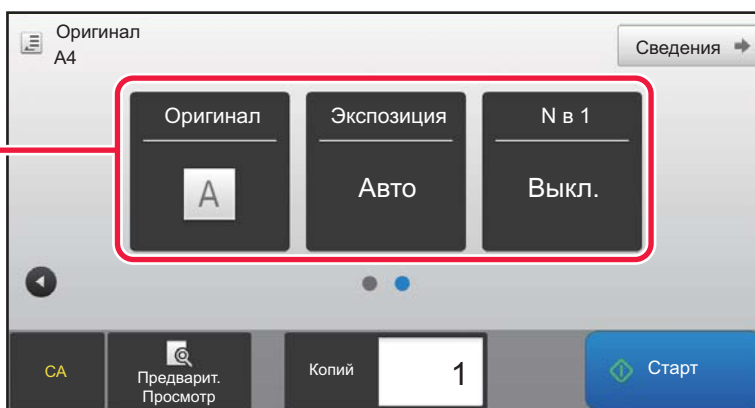 Оригинал
A4
Сведения
Оригинал
Экспозиция
N в 1
A
Авто
Выкл.
CA
Предварит.
Просмотр
Копий
1
Старт